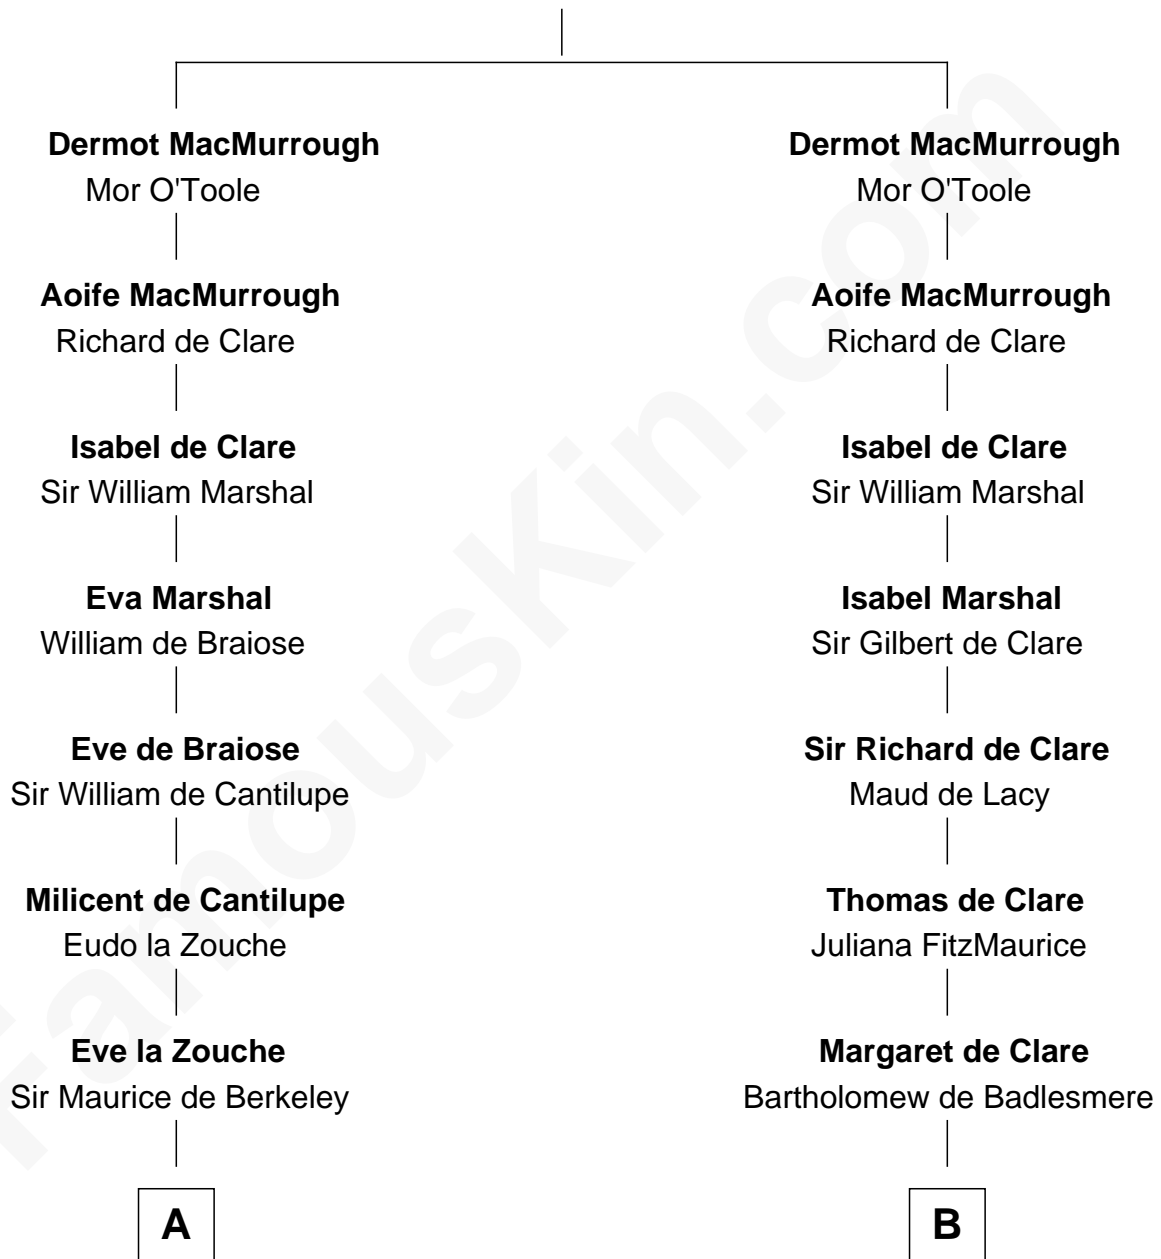 Dermot MacMurrough
Mor O'Toole
Aoife MacMurrough
Richard de Clare
Isabel de Clare
Sir William Marshal
Eva Marshal
William de Braiose
Eve de Braiose
Sir William de Cantilupe
Milicent de Cantilupe
Eudo la Zouche
Eve la Zouche
Sir Maurice de Berkeley
A
Dermot MacMurrough
Mor O'Toole
Aoife MacMurrough
Richard de Clare
Isabel de Clare
Sir William Marshal
Isabel Marshal
Sir Gilbert de Clare
Sir Richard de Clare
Maud de Lacy
Thomas de Clare
Juliana FitzMaurice
Margaret de Clare
Bartholomew de Badlesmere
B
FamousKin.com